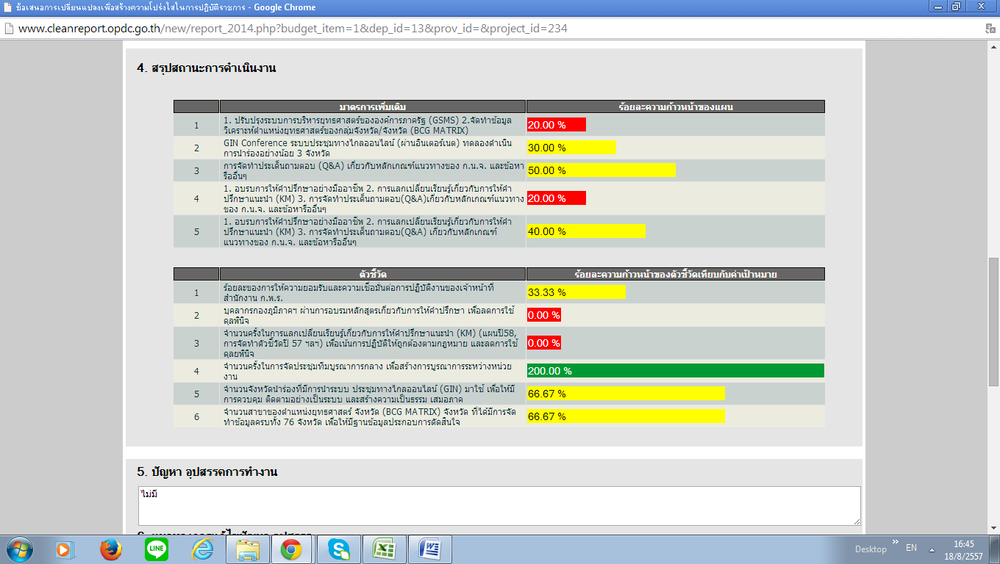 ข้อเสนอการเปลี่ยนแปลงเพื่อสร้างความโปร่งใสในการปฏิบัติราชการ - Google Chrome
www.cleanreport.opdc.go.th/new/report_2014.php?budget_item=1&dep_id=13&prov_id=&project_id=234
4. สรุปสถานะการดำเนินงาน
มาตรการเพิ่มเติม ร้อยละความก้าวหน้าของแผน
1 1. ปรับปรุงระบบการบริหารยุทธศาสตร์ขององค์การภาครัฐ (GSMS) 2.จัดทำข้อมูล
วิเคราะห์ตำแหน่งยุทธศาสตร์ของกลุ่มจังหวัด/จังหวัด (BCG MATRIX)
20.00 %
2 GIN Conference ระบบประชุมทางไกลออนไลน์ (ผ่านอินเตอร์เนต) ทดลองดำเนิน
การนำร่องอย่างน้อย 3 จังหวัด
30.00 %
3 การจัดทำประเด็นถามตอบ (Q&A) เกี่ยวกับหลักเกณฑ์แนวทางของ ก.น.จ. และข้อหา
รืออื่นๆ
50.00 %
4 1. อบรบการให้คำปรึกษาอย่างมืออาชีพ 2. การแลกเปลี่ยนเรียนรู้เกี่ยวกับการให้คำ
ปรึกษาแนะนำ (KM) 3. การจัดทำประเด็นถามตอบ(Q&A)เกี่ยวกับหลักเกณฑ์แนวทาง
ของ ก.น.จ. และข้อหารืออื่นๆ
20.00 %
5 1. อบรบการให้คำปรึกษาอย่างมืออาชีพ 2. การแลกเปลี่ยนเรียนรู้เกี่ยวกับการให้คำ
ปรึกษาแนะนำ (KM) 3. การจัดทำประเด็นถามตอบ(Q&A) เกี่ยวกับหลักเกณฑ์
แนวทางของ ก.น.จ. และข้อหารืออื่นๆ
40.00 %
ตัวชี้วัด ร้อยละความก้าวหน้าของตัวชี้วัดเทียบกับค่าเป้าหมาย
1 ร้อยละของการให้ความยอมรับและความเชื่อมั่นต่อการปฏิบัติงานของเจ้าหน้าที่
สำนักงาน ก.พ.ร.
33.33 %
2 บุคลากรกองภูมิภาคฯ ผ่านการอบรมหลักสูตรเกี่ยวกับการให้คำปรึกษา เพื่อลดการใช้
ดุลพินิจ
0.00 %
3 จำนวนครั้งในการแลกเปลี่ยนเรียนรู้เกี่ยวกับการให้คำปรึกษาแนะนำ (KM) (แผนปี58,
การจัดทำตัวชี้วัดปี 57 ฯลฯ) เพื่อเน้นการปฏิบัติให้ถูกต้องตามกฎหมาย และลดการใช้
ดุลยพินิจ
0.00 %
4 จำนวนครั้งในการจัดประชุมทีมบูรณาการกลาง เพื่อสร้างการบูรณาการระหว่างหน่วย
งาน
200.00 %
5 จำนวนจังหวัดนำร่องที่มีการนำระบบ ประชุมทางไกลออนไลน์ (GIN) มาใช้ เพื่อให้มี
การควบคุม ติดตามอย่างเป็นระบบ และสร้างความเป็นธรรม เสมอภาค
66.67 %
6 จำนวนสาขาของตำแหน่งยุทธศาสตร์ จังหวัด (BCG MATRIX) จังหวัด ที่ได้มีการจัด
ทำข้อมูลครบทั้ง 76 จังหวัด เพื่อให้มีฐานข้อมูลประกอบการตัดสินใจ
66.67 %
5. ปัญหา อุปสรรคการทำงาน
ไม่มี
LINE
Desktop
EN
16:45
18/8/2557